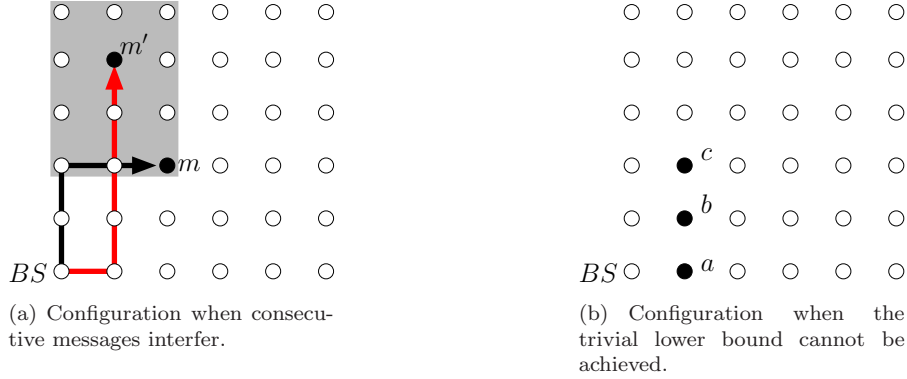 m′
m
BS
(a) Configuration when consecu-
tive messages interfer.
c
b
a
BS
(b) Configuration when the
trivial lower bound cannot be
achieved.